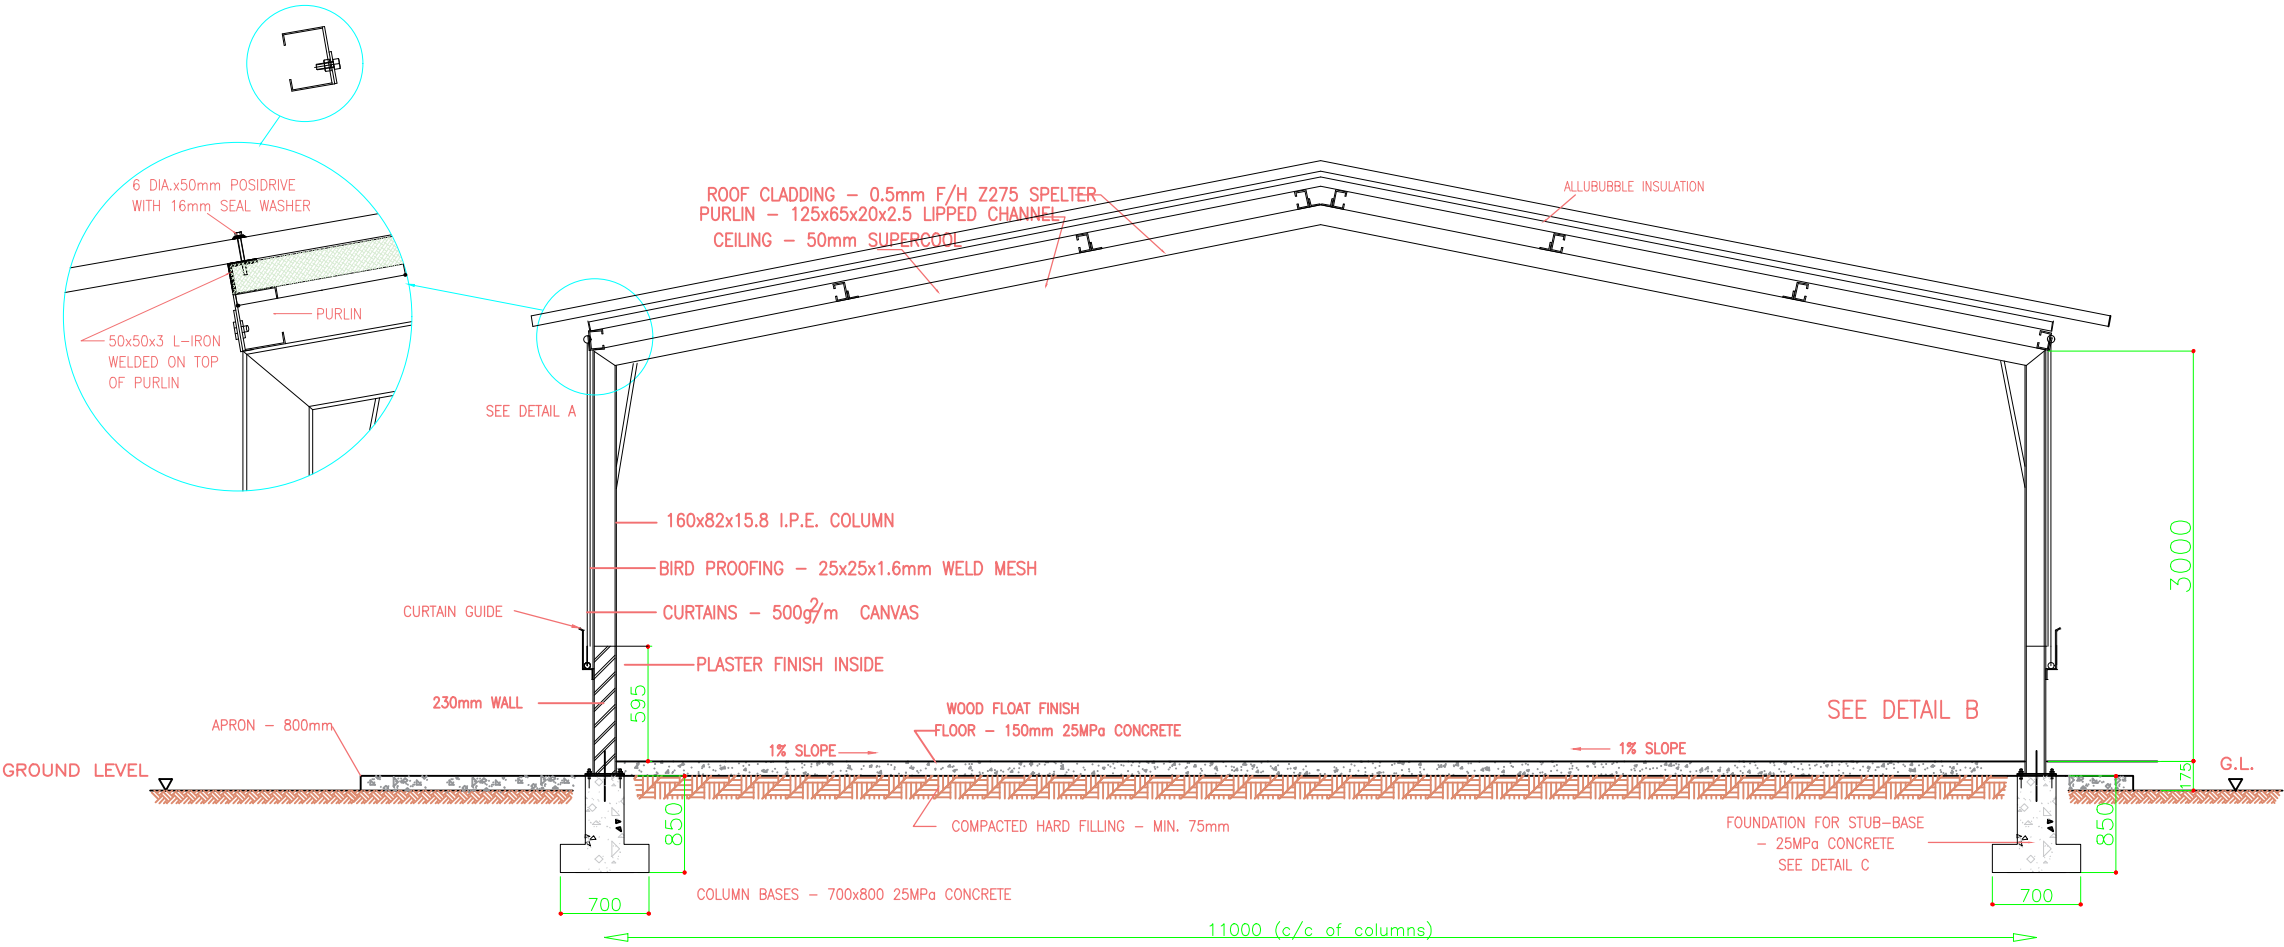 6 DIA.x50mm POSIDRIVE
WITH 16mm SEAL WASHER
PURLIN
50x50x3 L-IRON
WELDED ON TOP
OF PURLIN
SEE DETAIL A
ROOF CLADDING - 0.5mm F/H Z275 SPELTER
PURLIN - 125x65x20x2.5 LIPPED CHANNEL
CEILING - 50mm SUPERCOOL
ALLUBUBBLE INSULATION
160x82x15.8 I.P.E. COLUMN
BIRD PROOFING - 25x25x1.6mm WELD MESH
CURTAIN GUIDE
CURTAINS - 500g²/m CANVAS
PLASTER FINISH INSIDE
230mm WALL
595
APRON - 800mm
WOOD FLOAT FINISH
FLOOR - 150mm 25MPa CONCRETE
1% SLOPE
1% SLOPE
SEE DETAIL B
3000
GROUND LEVEL
G.L.
175
850
COMPACTED HARD FILLING - MIN. 75mm
FOUNDATION FOR STUB-BASE
- 25MPa CONCRETE
SEE DETAIL C
850
COLUMN BASES - 700x800 25MPa CONCRETE
700
700
11000 (c/c of columns)